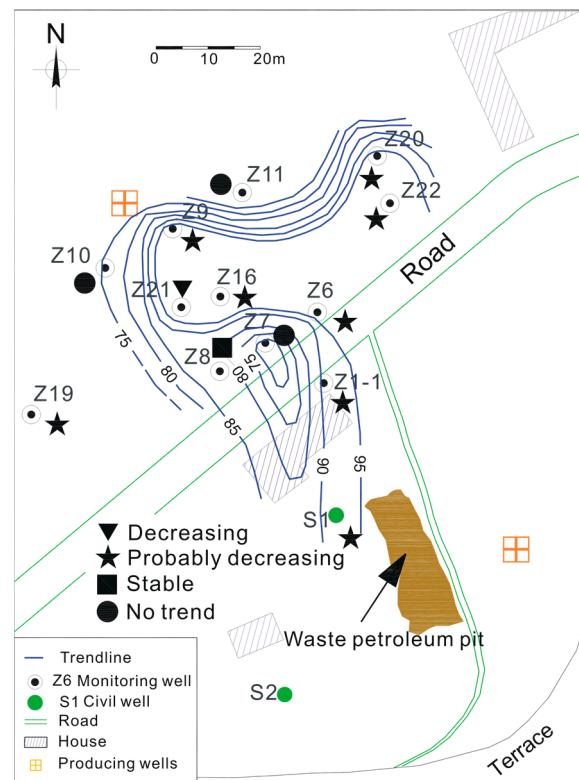 N
0 10 20m
Z20
Z11
Z22
Z9
Road
Z10
Z21
Z16
Z6
Z7
75
Z8
75
80
80
Z1-1
Z19
85
90
95
S1
Decreasing
Probably decreasing
Stable
No trend
Waste petroleum pit
Trendline
Z6 Monitoring well
S1 Civil well
Road
House
Producing wells
S2
Terrace